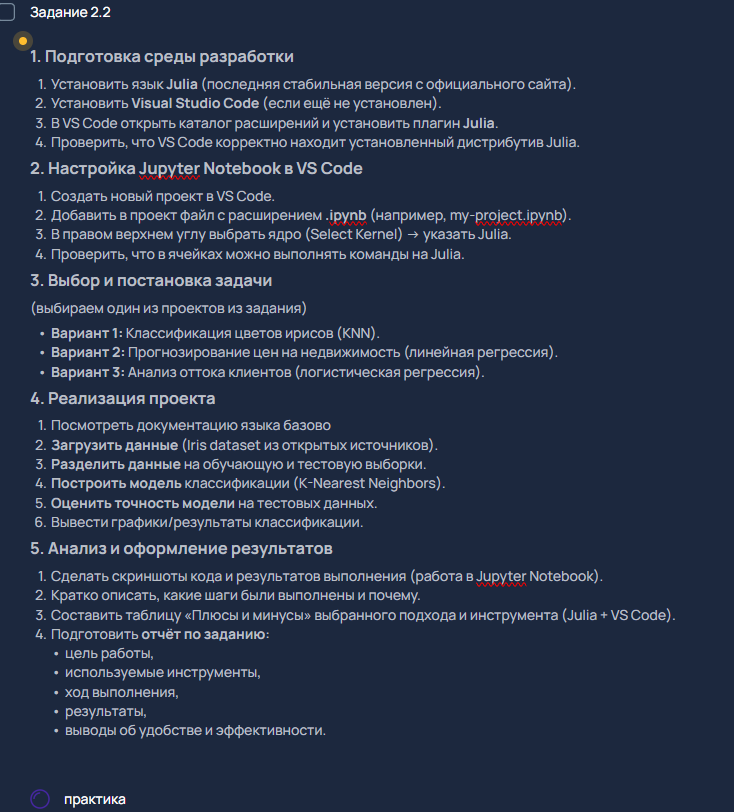 Задание 2.2
1. Подготовка среды разработки
1. Установить язык Julia (последняя стабильная версия с официального сайта).
2. Установить Visual Studio Code (если ещё не установлен).
3. В VS Code открыть каталог расширений и установить плагин Julia.
4. Проверить, что VS Code корректно находит установленный дистрибутив Julia.
2. Настройка Jupyter Notebook в VS Code
1. Создать новый проект в VS Code.
2. Добавить в проект файл с расширением .ipynb (например, my-project.ipynb).
3. В правом верхнем углу выбрать ядро (Select Kernel) → указать Julia.
4. Проверить, что в ячейках можно выполнять команды на Julia.
3. Выбор и постановка задачи
(выбираем один из проектов из задания)
• Вариант 1: Классификация цветов ирисов (KNN).
• Вариант 2: Прогнозирование цен на недвижимость (линейная регрессия).
• Вариант 3: Анализ оттока клиентов (логистическая регрессия).
4. Реализация проекта
1. Посмотреть документацию языка базово
2. Загрузить данные (Iris dataset из открытых источников).
3. Разделить данные на обучающую и тестовую выборки.
4. Построить модель классификации (K-Nearest Neighbors).
5. Оценить точность модели на тестовых данных.
6. Вывести графики/результаты классификации.
5. Анализ и оформление результатов
1. Сделать скриншоты кода и результатов выполнения (работа в Jupyter Notebook).
2. Кратко описать, какие шаги были выполнены и почему.
3. Составить таблицу «Плюсы и минусы» выбранного подхода и инструмента (Julia + VS Code).
4. Подготовить отчёт по заданию:
• цель работы,
• используемые инструменты,
• ход выполнения,
• результаты,
• выводы об удобстве и эффективности.
практика